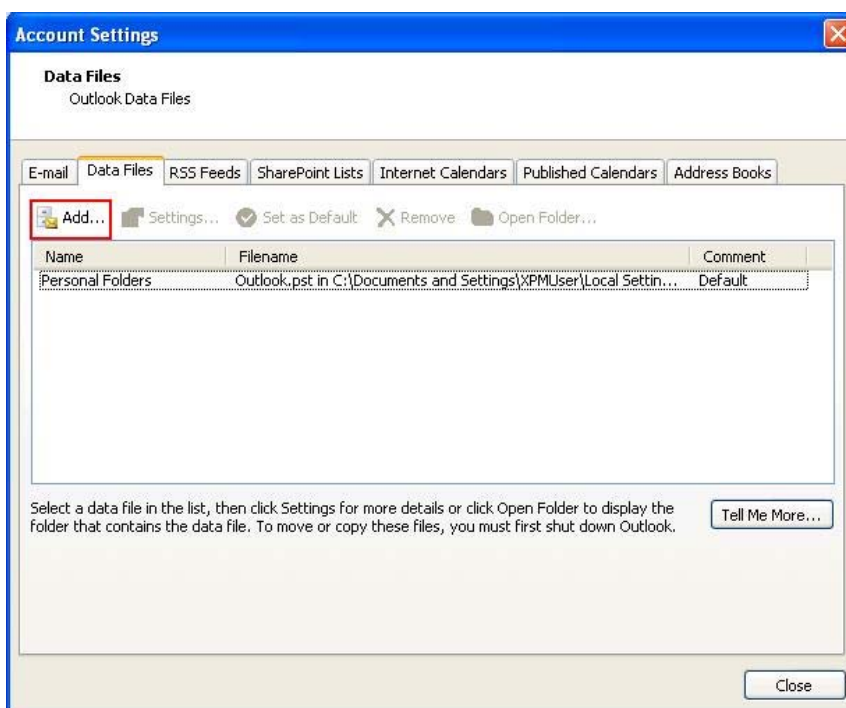 Account Settings
Data Files
Outlook Data Files
E-mail Data Files RSS Feeds SharePoint Lists Internet Calendars Published Calendars Address Books
Add... Settings... Set as Default Remove Open Folder...
Name Filename Comment
Personal Folders Outlook.pst in C:\Documents and Settings\XPMUser\Local Settin... Default
Select a data file in the list, then click Settings for more details or click Open Folder to display the
folder that contains the data file. To move or copy these files, you must first shut down Outlook.
Tell Me More...
Close